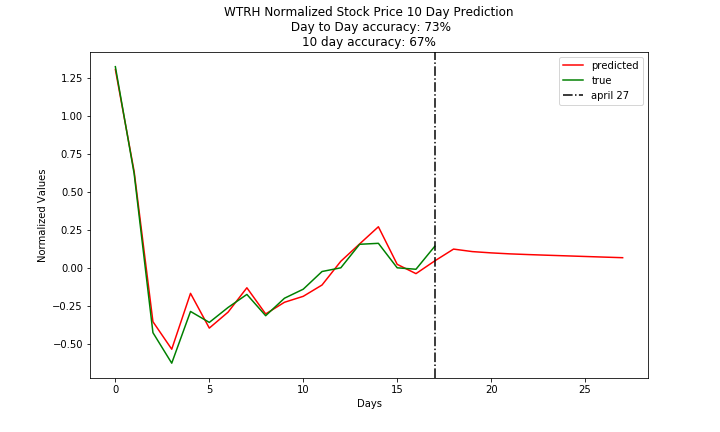 WTRH Normalized Stock Price 10 Day Prediction
Day to Day accuracy: 73%
10 day accuracy: 67%
predicted
true
april 27
1.25
1.00
0.75
0.50
0.25
0.00
−0.25
−0.50
Normalized Values
0 5 10 15 20 25
Days